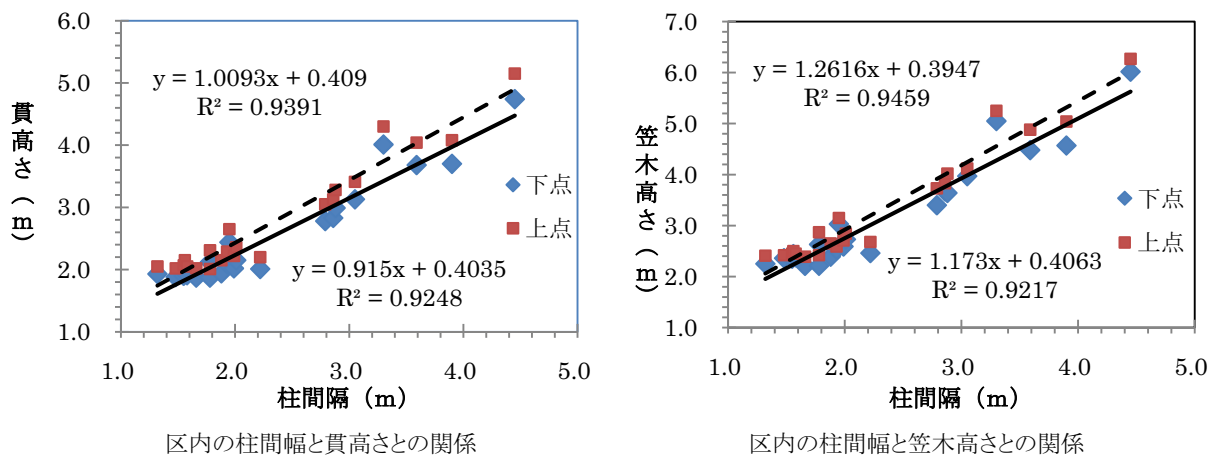 6.0
5.0
4.0
3.0
2.0
1.0
貫高さ（m）
y = 1.0093x + 0.409
R² = 0.9391
下点
上点
y = 0.915x + 0.4035
R² = 0.9248
1.0 2.0 3.0 4.0 5.0
柱間隔（m）
区内の柱間幅と貫高さとの関係
7.0
6.0
5.0
4.0
3.0
2.0
1.0
笠木高さ（m）
y = 1.2616x + 0.3947
R² = 0.9459
下点
上点
y = 1.173x + 0.4063
R² = 0.9217
1.0 2.0 3.0 4.0 5.0
柱間隔（m）
区内の柱間幅と笠木高さとの関係